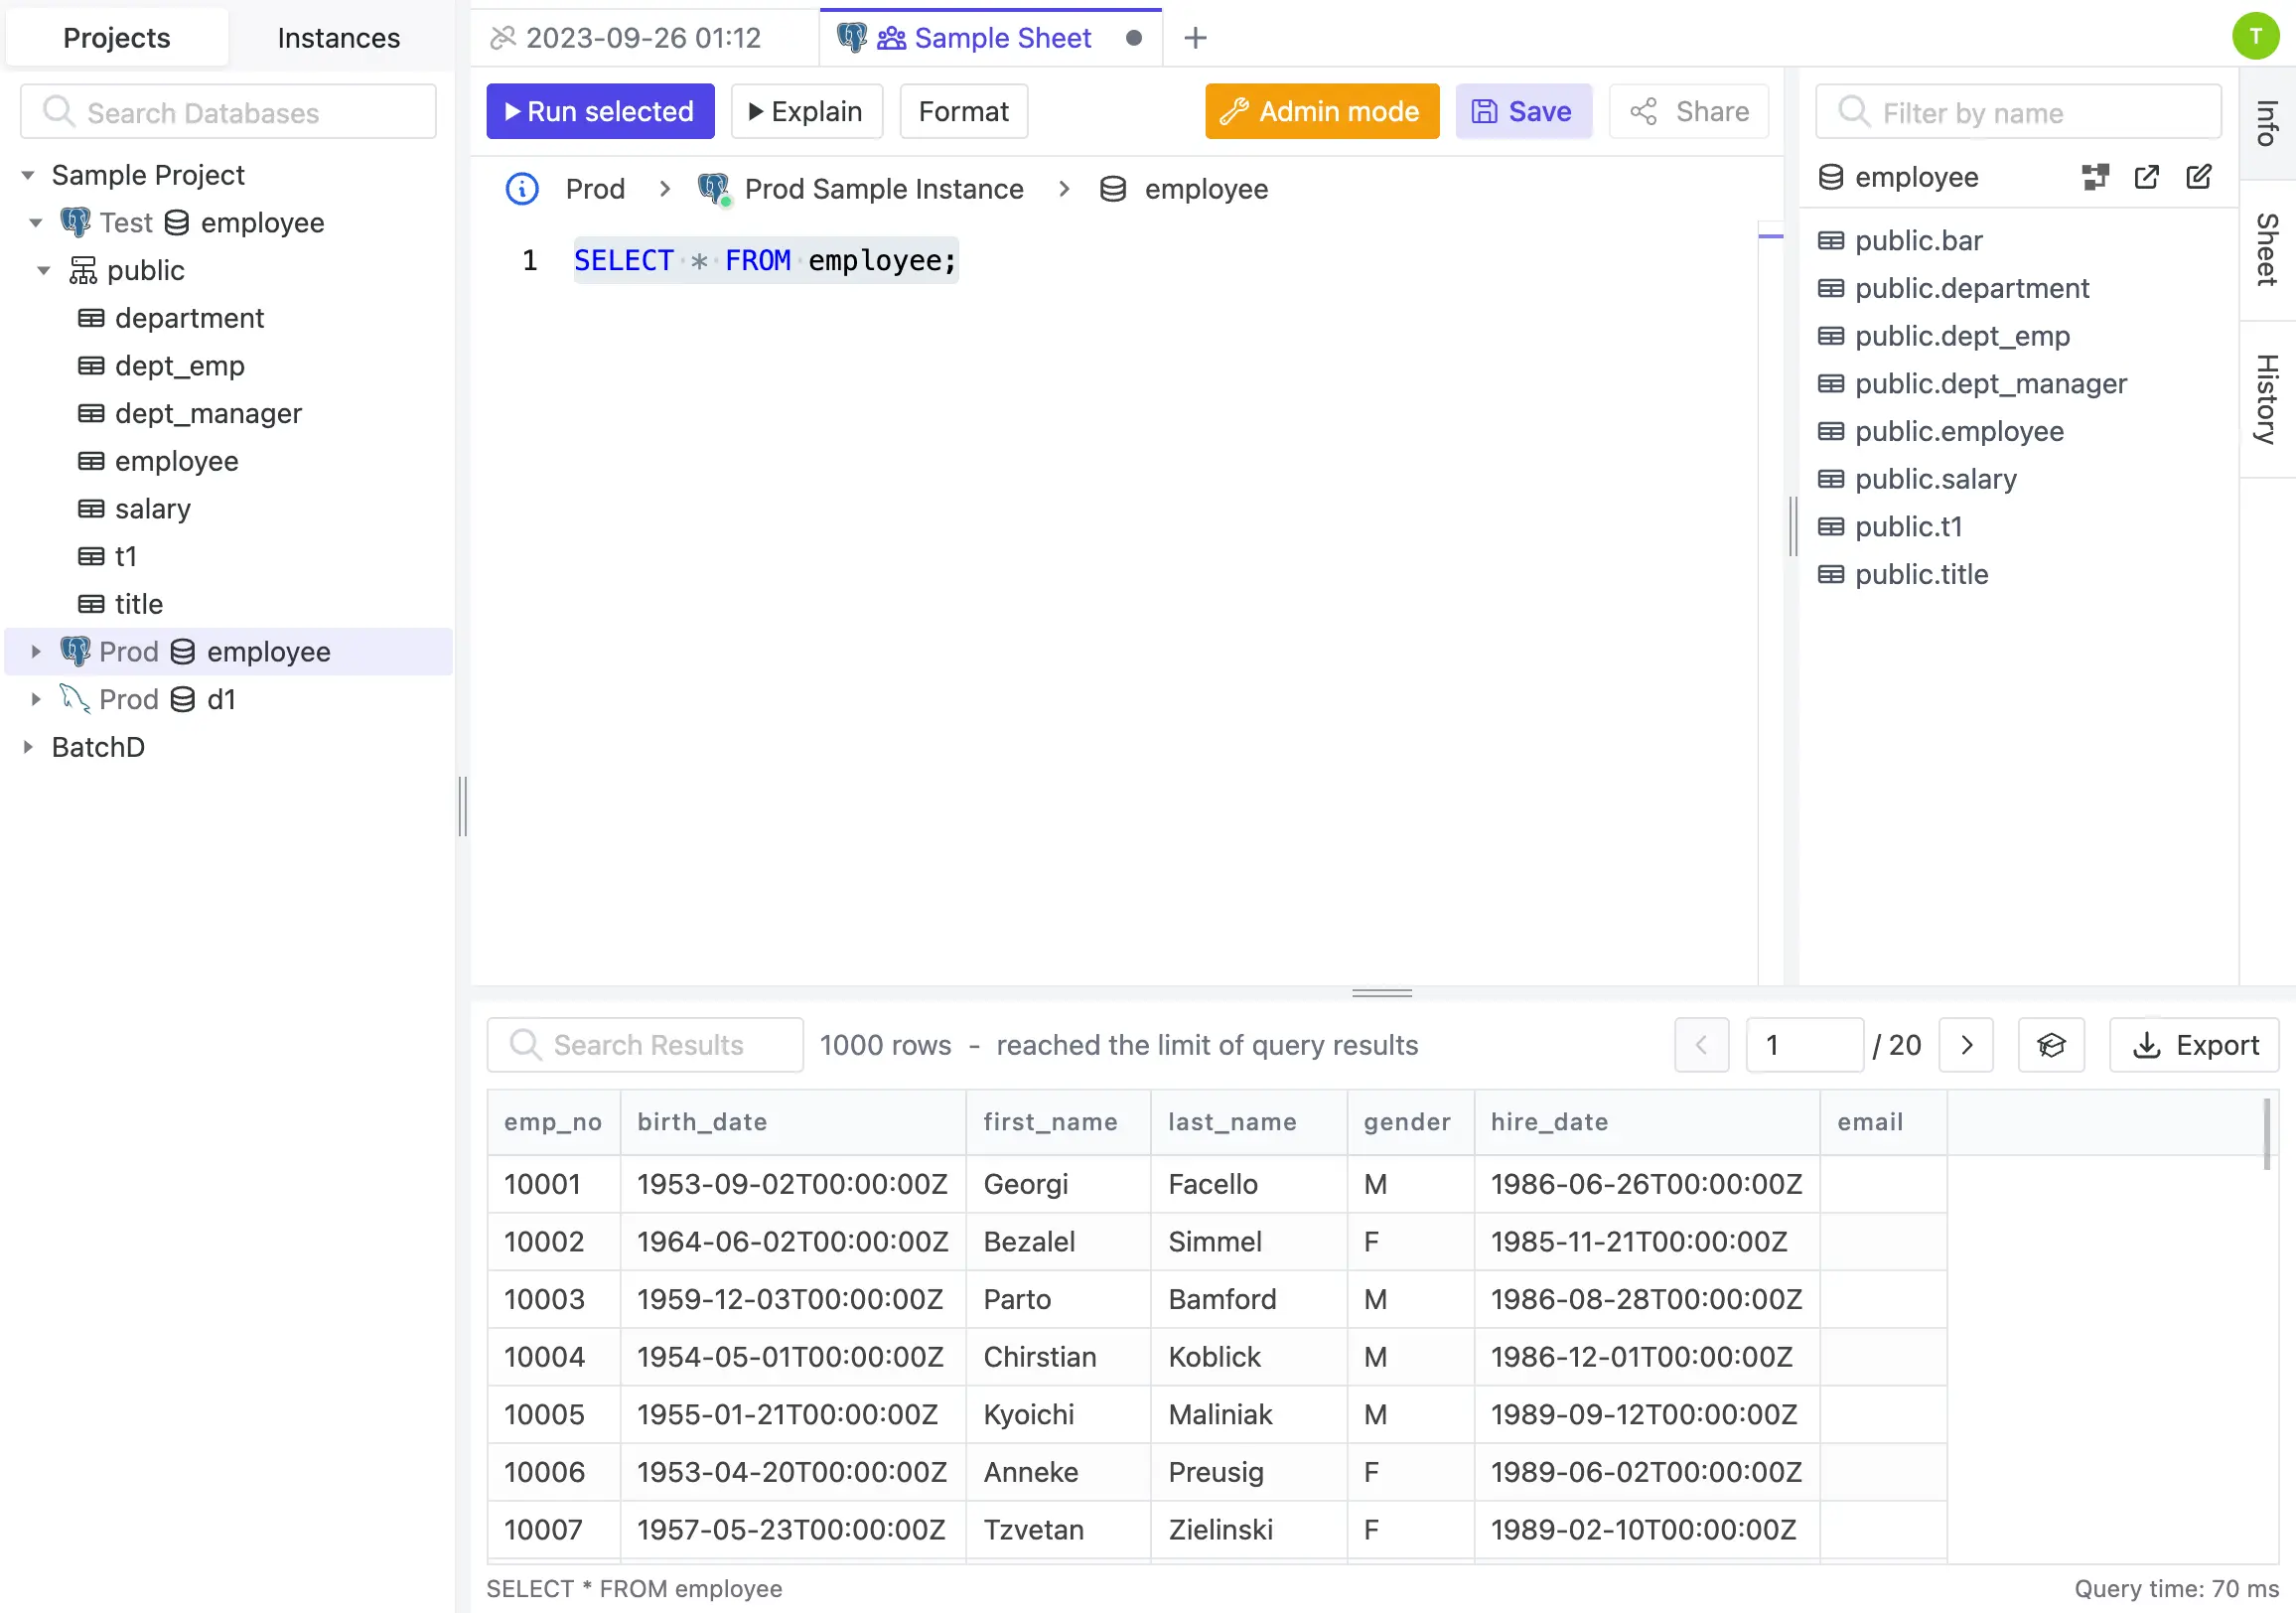 Projects
Instances
2023-09-26 01:12
Sample Sheet
T
Search Databases
Sample Project
Test employee
public
department
dept_emp
dept_manager
employee
salary
t1
title
Prod employee
Prod d1
BatchD
Run selected
Explain
Format
Admin mode
Save
Share
Prod > Prod Sample Instance > employee
1 SELECT * FROM employee;
Filter by name
employee
public.bar
public.department
public.dept_emp
public.dept_manager
public.employee
public.salary
public.t1
public.title
Info
Sheet
History
Search Results
1000 rows - reached the limit of query results
1 / 20
Export
emp_no birth_date first_name last_name gender hire_date email
10001 1953-09-02T00:00:00Z Georgi Facello M 1986-06-26T00:00:00Z
10002 1964-06-02T00:00:00Z Bezalel Simmel F 1985-11-21T00:00:00Z
10003 1959-12-03T00:00:00Z Parto Bamford M 1986-08-28T00:00:00Z
10004 1954-05-01T00:00:00Z Chirstian Koblick M 1986-12-01T00:00:00Z
10005 1955-01-21T00:00:00Z Kyoichi Maliniak M 1989-09-12T00:00:00Z
10006 1953-04-20T00:00:00Z Anneke Preusig F 1989-06-02T00:00:00Z
10007 1957-05-23T00:00:00Z Tzvetan Zielinski F 1989-02-10T00:00:00Z
SELECT * FROM employee
Query time: 70 ms